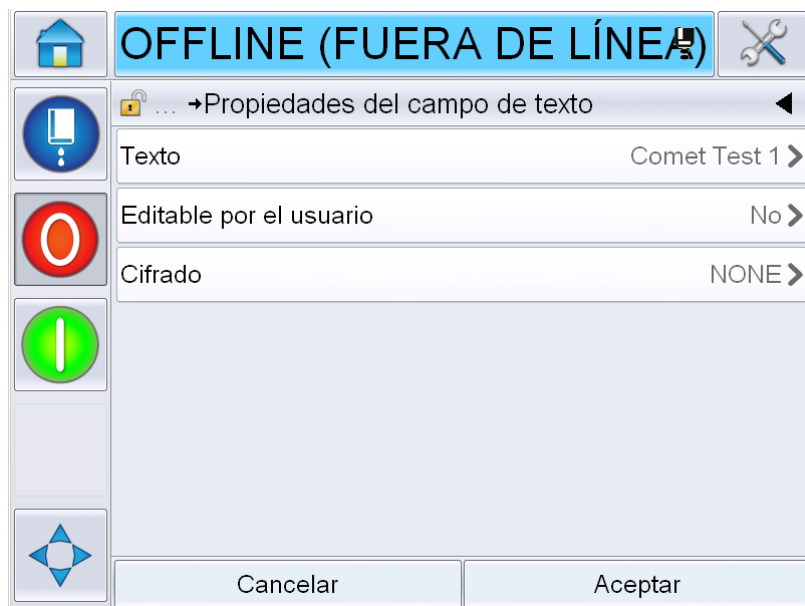 OFFLINE (FUERA DE LÍNEA)
... →Propiedades del campo de texto
Texto Comet Test 1
Editable por el usuario No
Cifrado NONE
Cancelar Aceptar